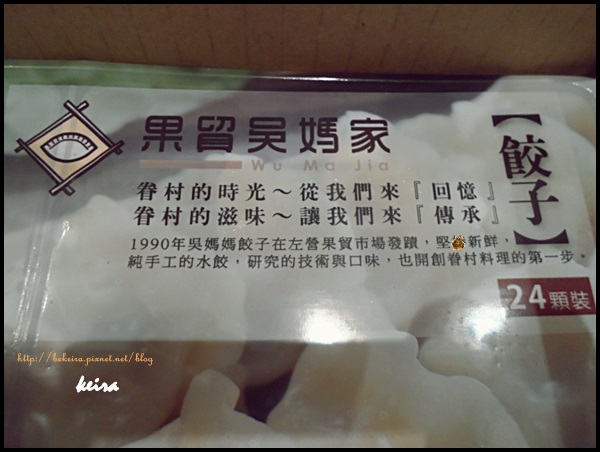 果貿吳媽家
Wu Ma Jia
【餃子】
眷村的時光～從我們來『回憶』
眷村的滋味～讓我們來『傳承』
1990年吳媽媽餃子在左營果貿市場發蹟，堅持新鮮，
純手工的水餃，研究的技術與口味，也開創眷村料理的第一步。
24顆裝
http://bekeira.pixnet.net/blog
keira